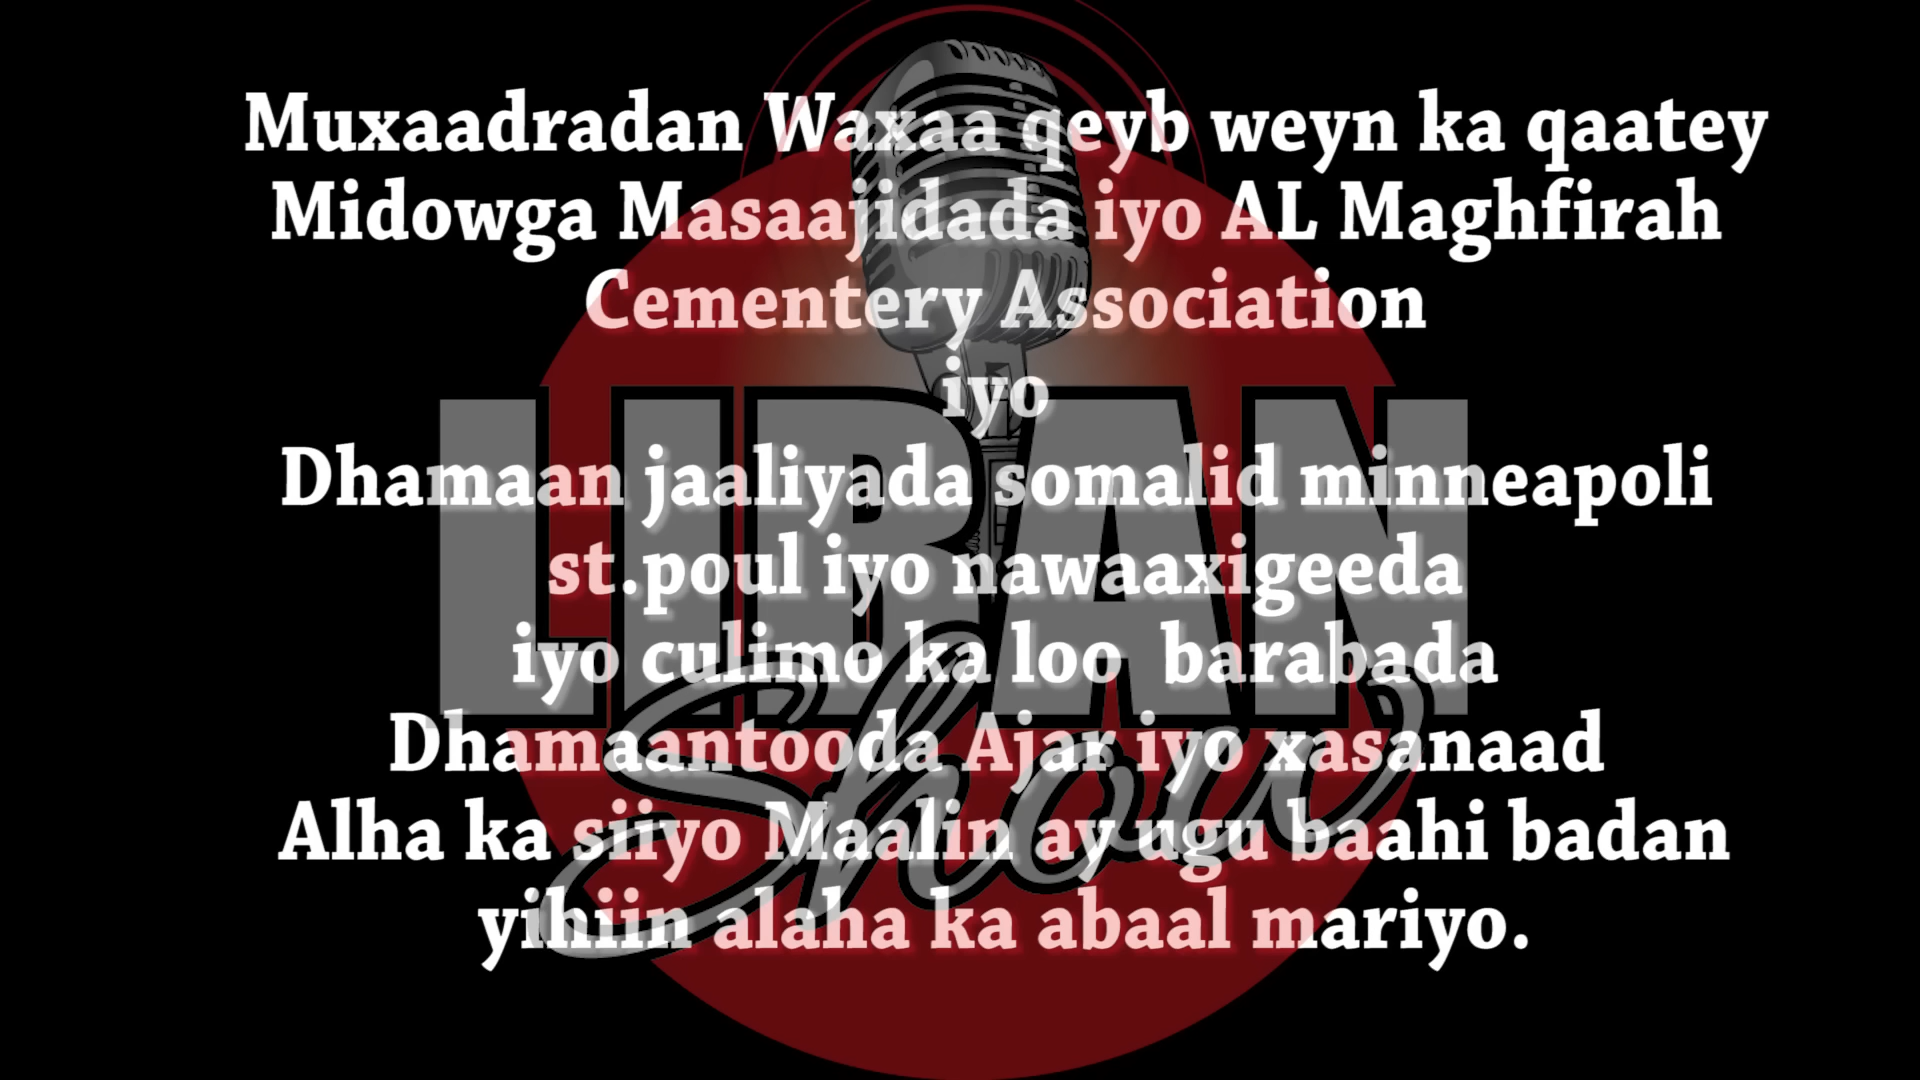 Muxaadradan Waxaa qeyb weyn ka qaatey
Midowga Masaajidada iyo AL Maghfirah
Cementery Association
iyo
Dhamaan jaaliyada somalid minneapoli
st.poul iyo nawaaxigeeda
iyo culimo ka loo barabada
Dhamaantooda Ajar iyo xasanaad
Alha ka siiyo Maalin ay ugu baahi badan
yihiin alaha ka abaal mariyo.
LIBAN
Show